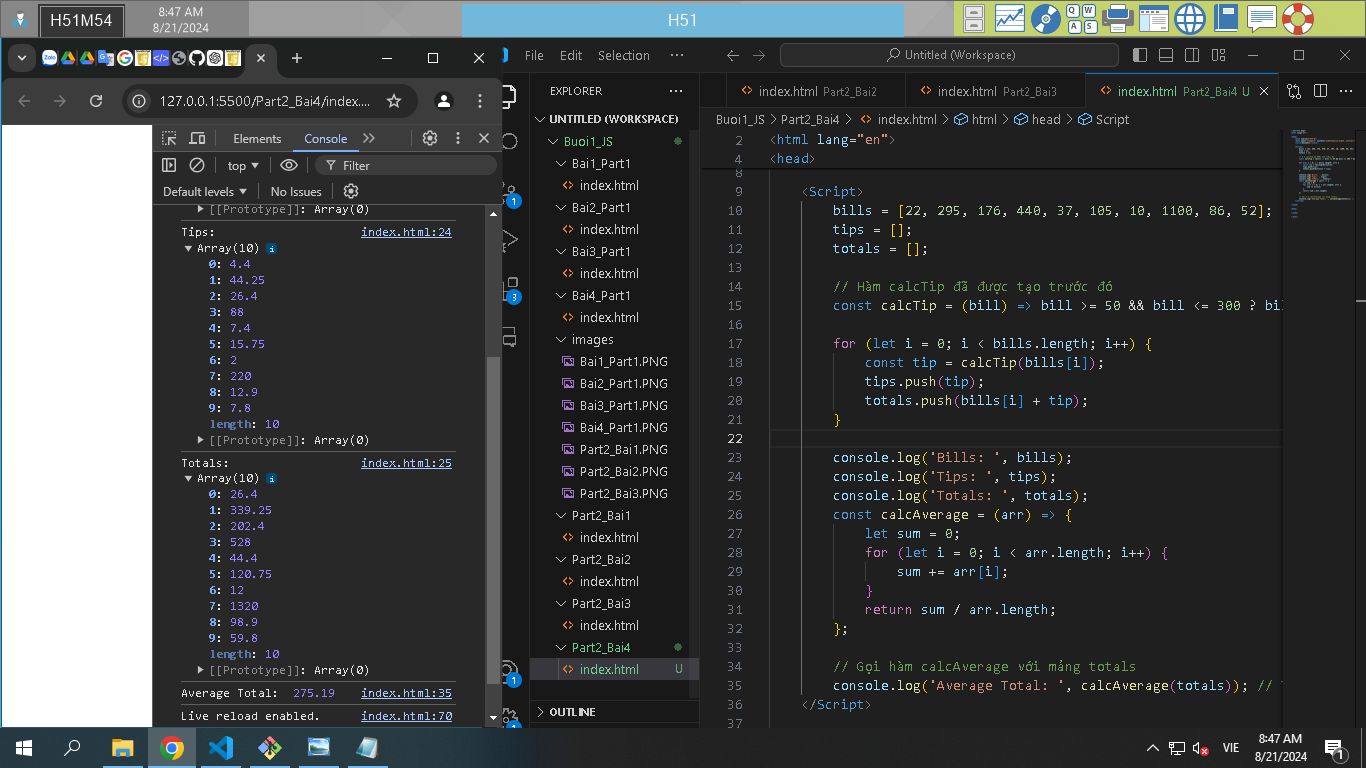 H51M54
8:47 AM
8/21/2024
H51
Q W
A S
127.0.0.1:5500/Part2_Bai4/index....
Elements
Console
top
Filter
Default levels
No Issues
[[Prototype]]: Array(0)
Tips:
index.html:24
Array(10)
0: 4.4
1: 44.25
2: 26.4
3: 88
4: 7.4
5: 15.75
6: 2
7: 220
8: 12.9
9: 7.8
length: 10
[[Prototype]]: Array(0)
Totals:
index.html:25
Array(10)
0: 26.4
1: 339.25
2: 202.4
3: 528
4: 44.4
5: 120.75
6: 12
7: 1320
8: 98.9
9: 59.8
length: 10
[[Prototype]]: Array(0)
Average Total: 275.19
index.html:35
Live reload enabled.
index.html:70
File Edit Selection ...
Untitled (Workspace)
1
3
1
1
EXPLORER
UNTITLED (WORKSPACE)
Buoi1_JS
Bai1_Part1
index.html
Bai2_Part1
index.html
Bai3_Part1
index.html
Bai4_Part1
index.html
images
Bai1_Part1.PNG
Bai2_Part1.PNG
Bai3_Part1.PNG
Bai4_Part1.PNG
Part2_Bai1.PNG
Part2_Bai2.PNG
Part2_Bai3.PNG
Part2_Bai1
index.html
Part2_Bai2
index.html
Part2_Bai3
index.html
Part2_Bai4
index.html U
OUTLINE
index.html Part2_Bai2
index.html Part2_Bai3
index.html Part2_Bai4 U
Buoi1_JS > Part2_Bai4 > index.html > html > head > Script
2 <html lang="en">
4 <head>
8
9 <Script>
10 bills = [22, 295, 176, 440, 37, 105, 10, 1100, 86, 52];
11 tips = [];
12 totals = [];
13
14 // Hàm calcTip đã được tạo trước đó
15 const calcTip = (bill) => bill >= 50 && bill <= 300 ? bil
16
17 for (let i = 0; i < bills.length; i++) {
18 const tip = calcTip(bills[i]);
19 tips.push(tip);
20 totals.push(bills[i] + tip);
21 }
22
23 console.log('Bills: ', bills);
24 console.log('Tips: ', tips);
25 console.log('Totals: ', totals);
26 const calcAverage = (arr) => {
27 let sum = 0;
28 for (let i = 0; i < arr.length; i++) {
29 sum += arr[i];
30 }
31 return sum / arr.length;
32 };
33
34 // Gọi hàm calcAverage với mảng totals
35 console.log('Average Total: ', calcAverage(totals)); //
36 </Script>
37
VIE
8:47 AM
8/21/2024
1